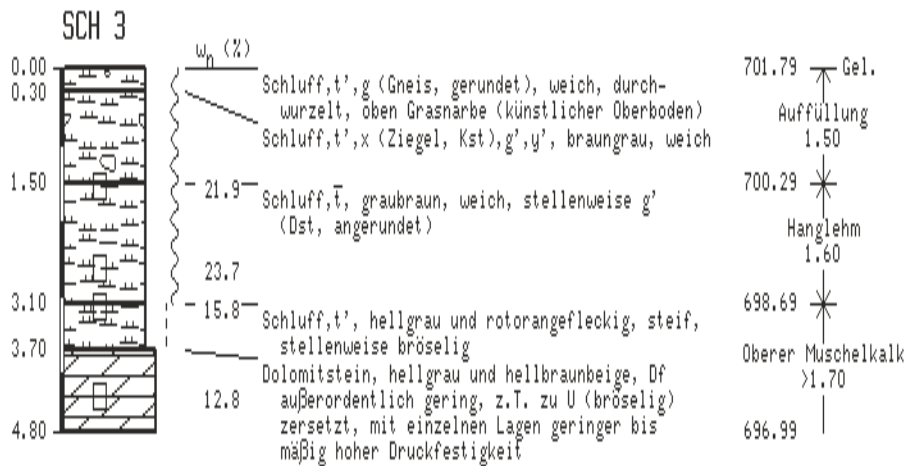 SCH 3
w_n (%)
0.00
0.30
1.50
3.10
3.70
4.80
21.9
23.7
15.8
12.8
Schluff,t',g (Gneis, gerundet), weich, durch-
wurzelt, oben Grasnarbe (künstlicher Oberboden)
Schluff,t',x (Ziegel, Kst),g',y', braungrau, weich
Schluff,t̅, graubraun, weich, stellenweise g'
(Dst, angerundet)
Schluff,t', hellgrau und rotorangefleckig, steif,
stellenweise bröselig
Dolomitstein, hellgrau und hellbraunbeige, Df
außerordentlich gering, z.T. zu U (bröselig)
zersetzt, mit einzelnen Lagen geringer bis
mäßig hoher Druckfestigkeit
701.79 Gel.
Auffüllung
1.50
700.29
Hanglehm
1.60
698.69
Oberer Muschelkalk
>1.70
696.99